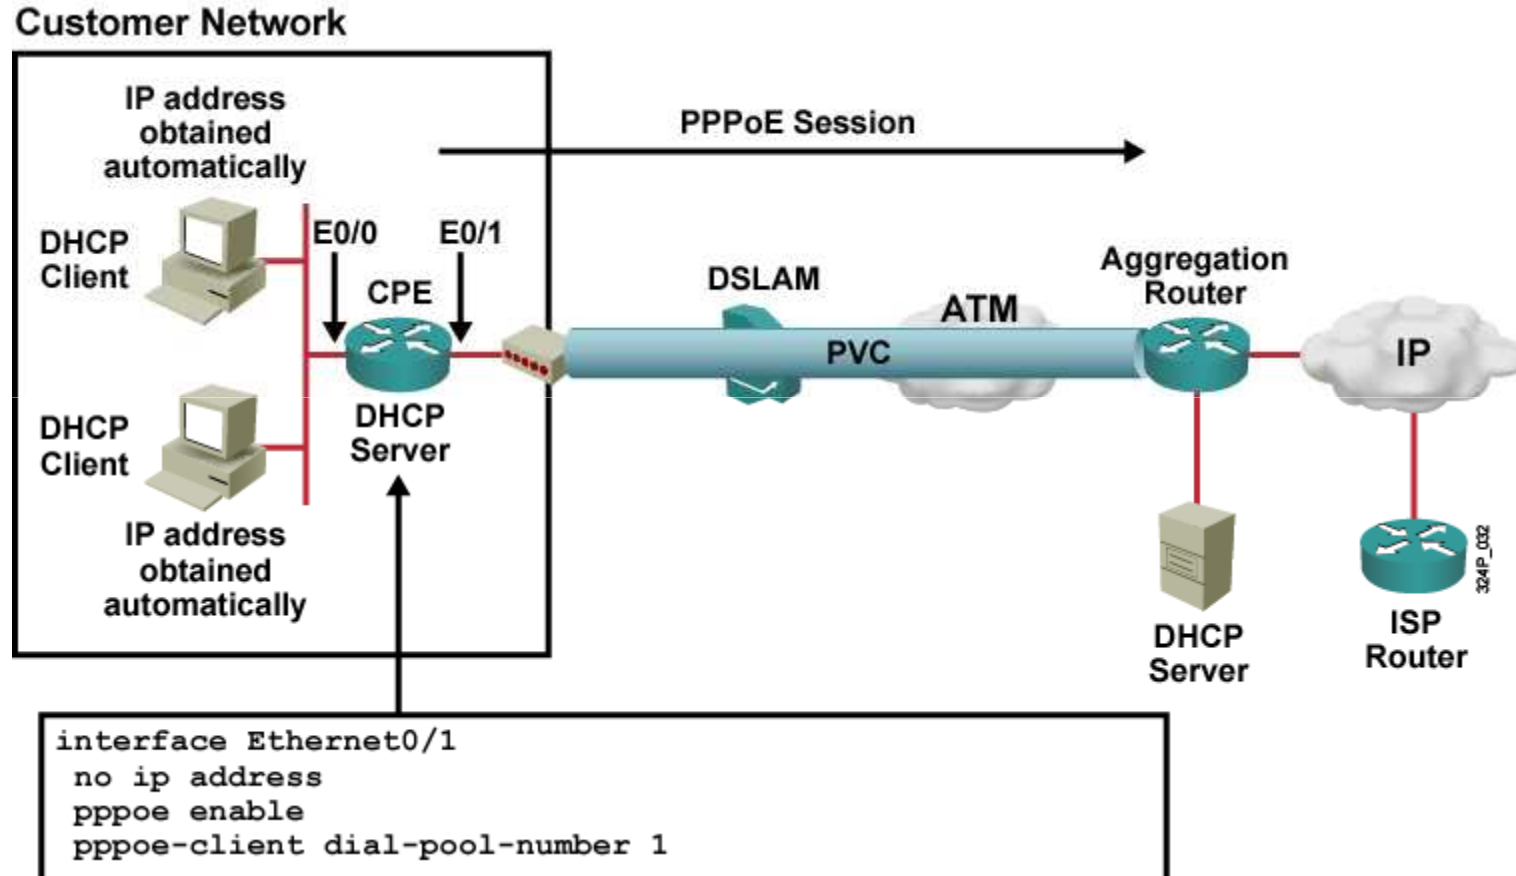 Customer Network
IP address
obtained
automatically
PPPoE Session
DHCP
Client
E0/0
E0/1
CPE
DSLAM
ATM
Aggregation
Router
PVC
IP
DHCP
Server
DHCP
Client
IP address
obtained
automatically
DHCP
Server
ISP
Router
324P_032
interface Ethernet0/1
no ip address
pppoe enable
pppoe-client dial-pool-number 1